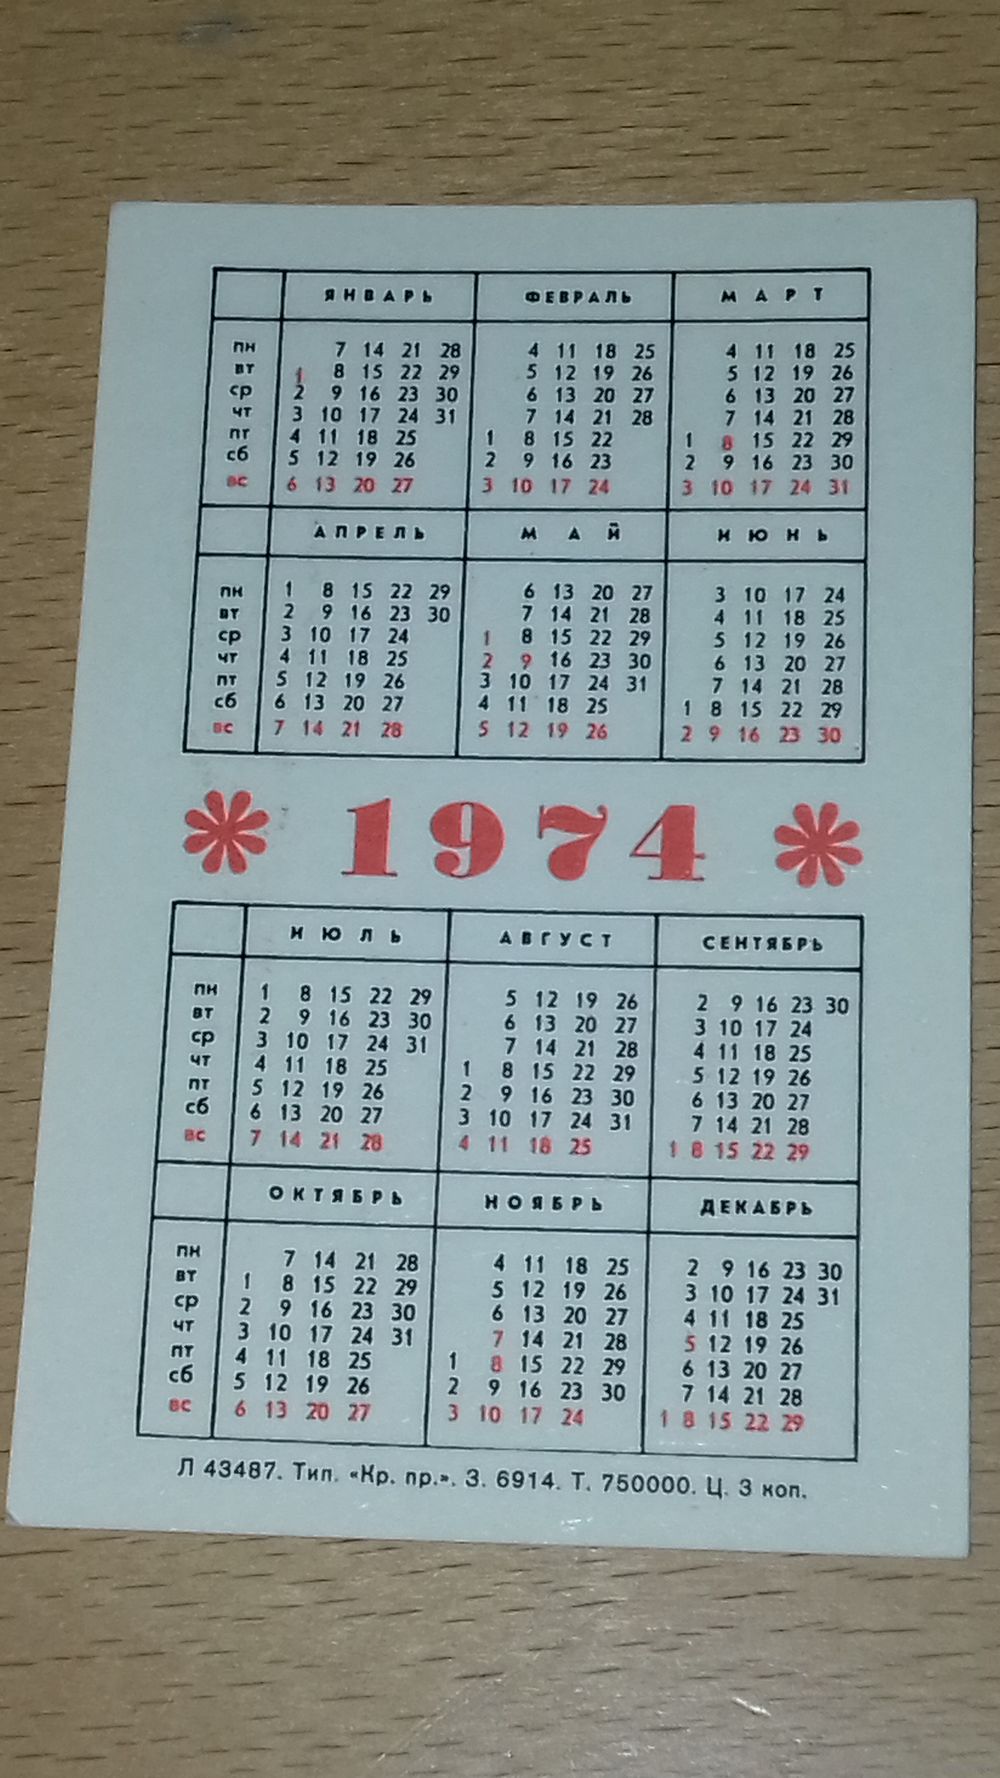 ЯНВАРЬ ФЕВРАЛЬ МАРТ
пн 7 14 21 28 4 11 18 25 4 11 18 25
вт 1 8 15 22 29 5 12 19 26 5 12 19 26
ср 2 9 16 23 30 6 13 20 27 6 13 20 27
чт 3 10 17 24 31 7 14 21 28 7 14 21 28
пт 4 11 18 25 1 8 15 22 1 8 15 22 29
сб 5 12 19 26 2 9 16 23 2 9 16 23 30
вс 6 13 20 27 3 10 17 24 3 10 17 24 31
АПРЕЛЬ МАЙ ИЮНЬ
пн 1 8 15 22 29 6 13 20 27 3 10 17 24
вт 2 9 16 23 30 7 14 21 28 4 11 18 25
ср 3 10 17 24 1 8 15 22 29 5 12 19 26
чт 4 11 18 25 2 9 16 23 30 6 13 20 27
пт 5 12 19 26 3 10 17 24 31 7 14 21 28
сб 6 13 20 27 4 11 18 25 1 8 15 22 29
вс 7 14 21 28 5 12 19 26 2 9 16 23 30
1974
ИЮЛЬ АВГУСТ СЕНТЯБРЬ
пн 1 8 15 22 29 5 12 19 26 2 9 16 23 30
вт 2 9 16 23 30 6 13 20 27 3 10 17 24
ср 3 10 17 24 31 7 14 21 28 4 11 18 25
чт 4 11 18 25 1 8 15 22 29 5 12 19 26
пт 5 12 19 26 2 9 16 23 30 6 13 20 27
сб 6 13 20 27 3 10 17 24 31 7 14 21 28
вс 7 14 21 28 4 11 18 25 1 8 15 22 29
ОКТЯБРЬ НОЯБРЬ ДЕКАБРЬ
пн 7 14 21 28 4 11 18 25 2 9 16 23 30
вт 1 8 15 22 29 5 12 19 26 3 10 17 24 31
ср 2 9 16 23 30 6 13 20 27 4 11 18 25
чт 3 10 17 24 31 7 14 21 28 5 12 19 26
пт 4 11 18 25 1 8 15 22 29 6 13 20 27
сб 5 12 19 26 2 9 16 23 30 7 14 21 28
вс 6 13 20 27 3 10 17 24 1 8 15 22 29
Л 43487. Тип. «Кр. пр.». З. 6914. Т. 750000. Ц. 3 коп.